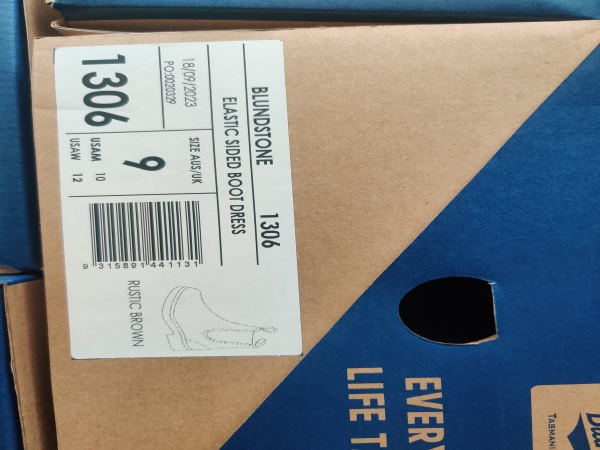 BLUNDSTONE 1306
ELASTIC SIDED BOOT DRESS
18/09/2023
PO:0020329
1306
SIZE AUS/UK
9
USAM 10
USAW 12
9 315891 441131
RUSTIC BROWN
LIFE
TASMANI